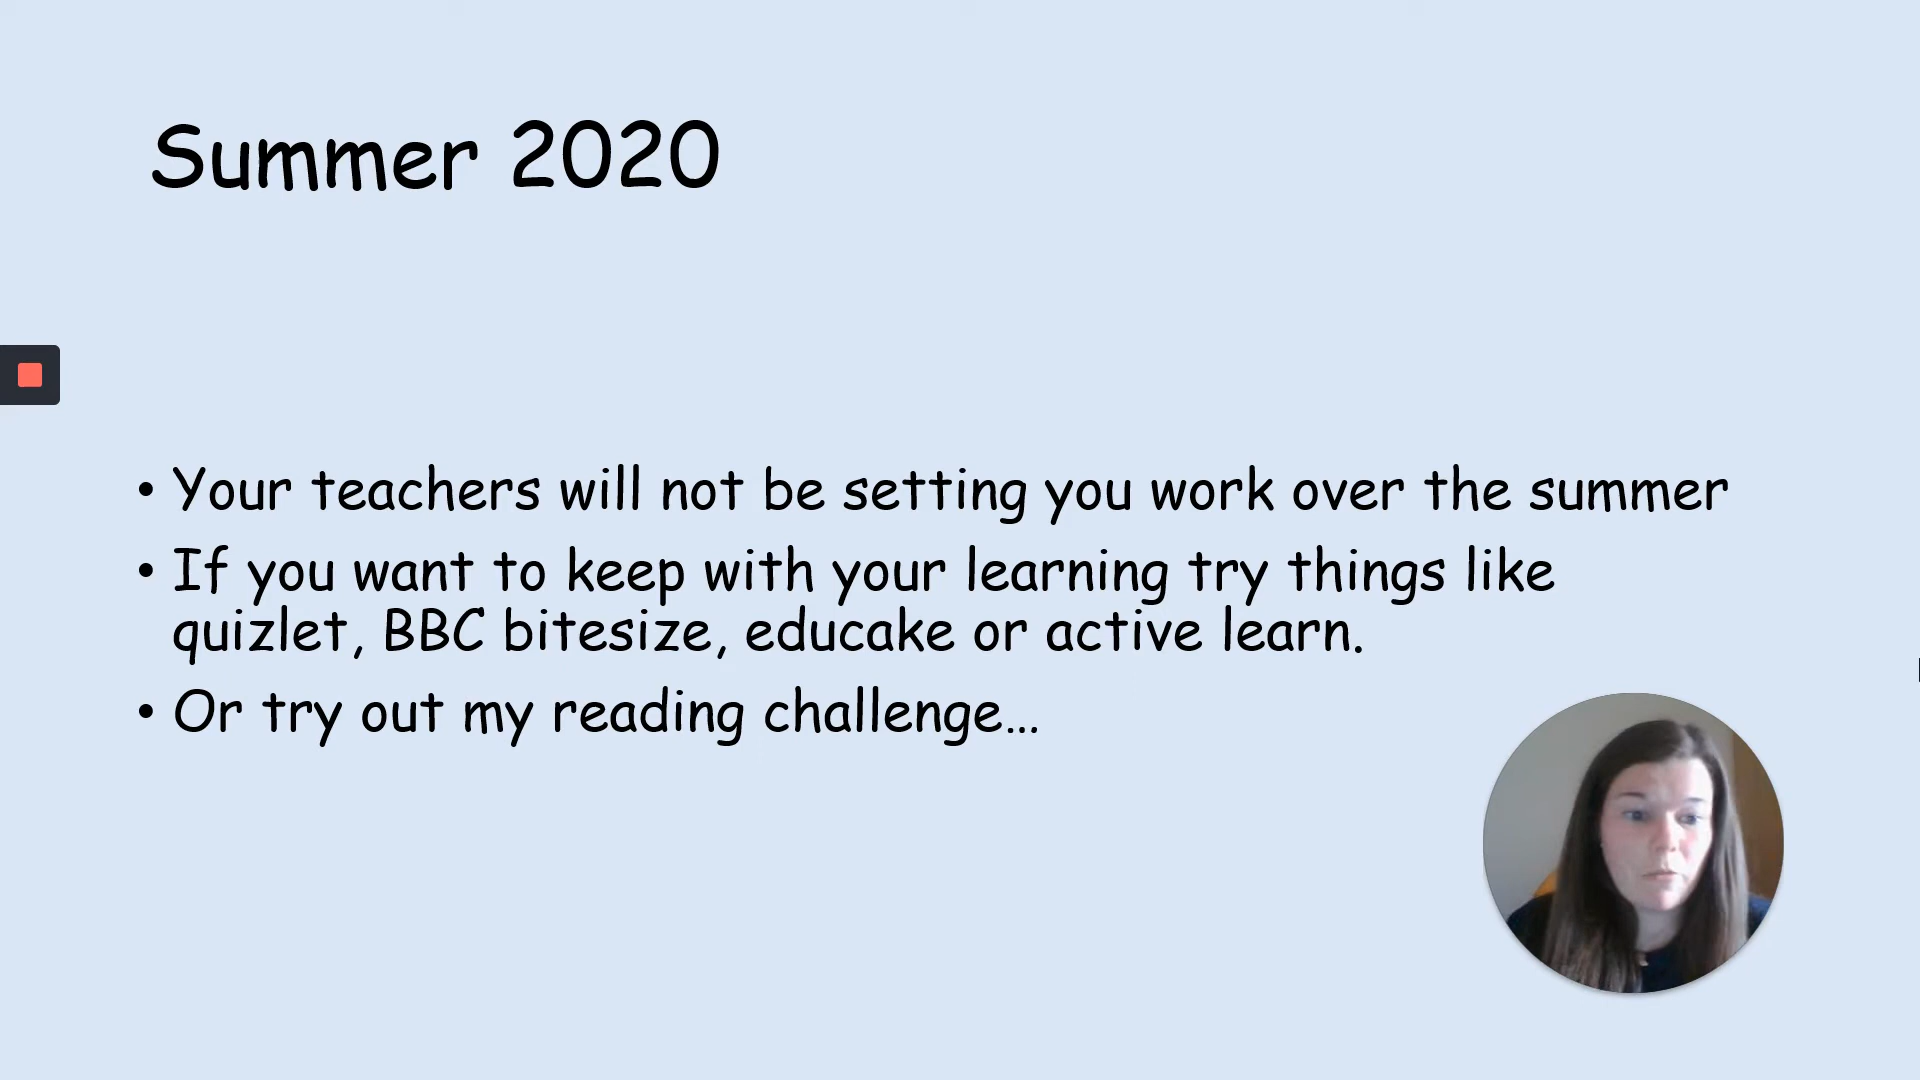 Summer 2020
• Your teachers will not be setting you work over the summer
• If you want to keep with your learning try things like
quizlet, BBC bitesize, educake or active learn.
• Or try out my reading challenge…